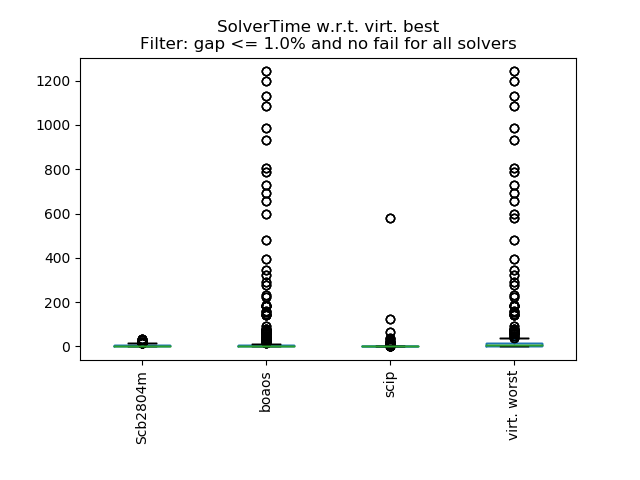 SolverTime w.r.t. virt. best
Filter: gap <= 1.0% and no fail for all solvers
1200
1000
800
600
400
200
0
Scb2804m
boaos
scip
virt. worst